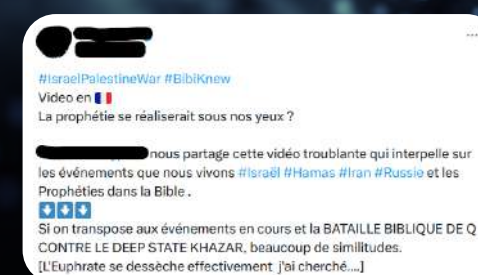 #IsraelPalestineWar #BibiKnew
Video en 🇫🇷
La prophétie se réaliserait sous nos yeux ?
nous partage cette vidéo troublante qui interpelle sur
les événements que nous vivons #Israël #Hamas #Iran #Russie et les
Prophéties dans la Bible .
⬇️⬇️⬇️
Si on transpose aux événements en cours et la BATAILLE BIBLIQUE DE Q
CONTRE LE DEEP STATE KHAZAR, beaucoup de similitudes.
[L'Euphrate se dessèche effectivement j'ai cherché....]